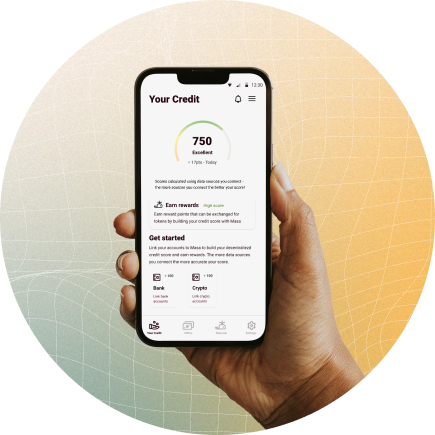 12:30
Your Credit
750
Excellent
+ 17pts - Today
Scores calculated using data sources you connect -
the more sources you connect the better your score!
Earn rewards High score
Earn reward points that can be exchanged for
tokens by building your credit score with Masa
Get started
Link your accounts to Masa to build your decentralized
credit score and earn rewards. The more data sources
you connect the more accurate your score.
+ 100 + 100
Bank Crypto
Link bank Link crypto
accounts accounts
Your Credit Rewards Settings